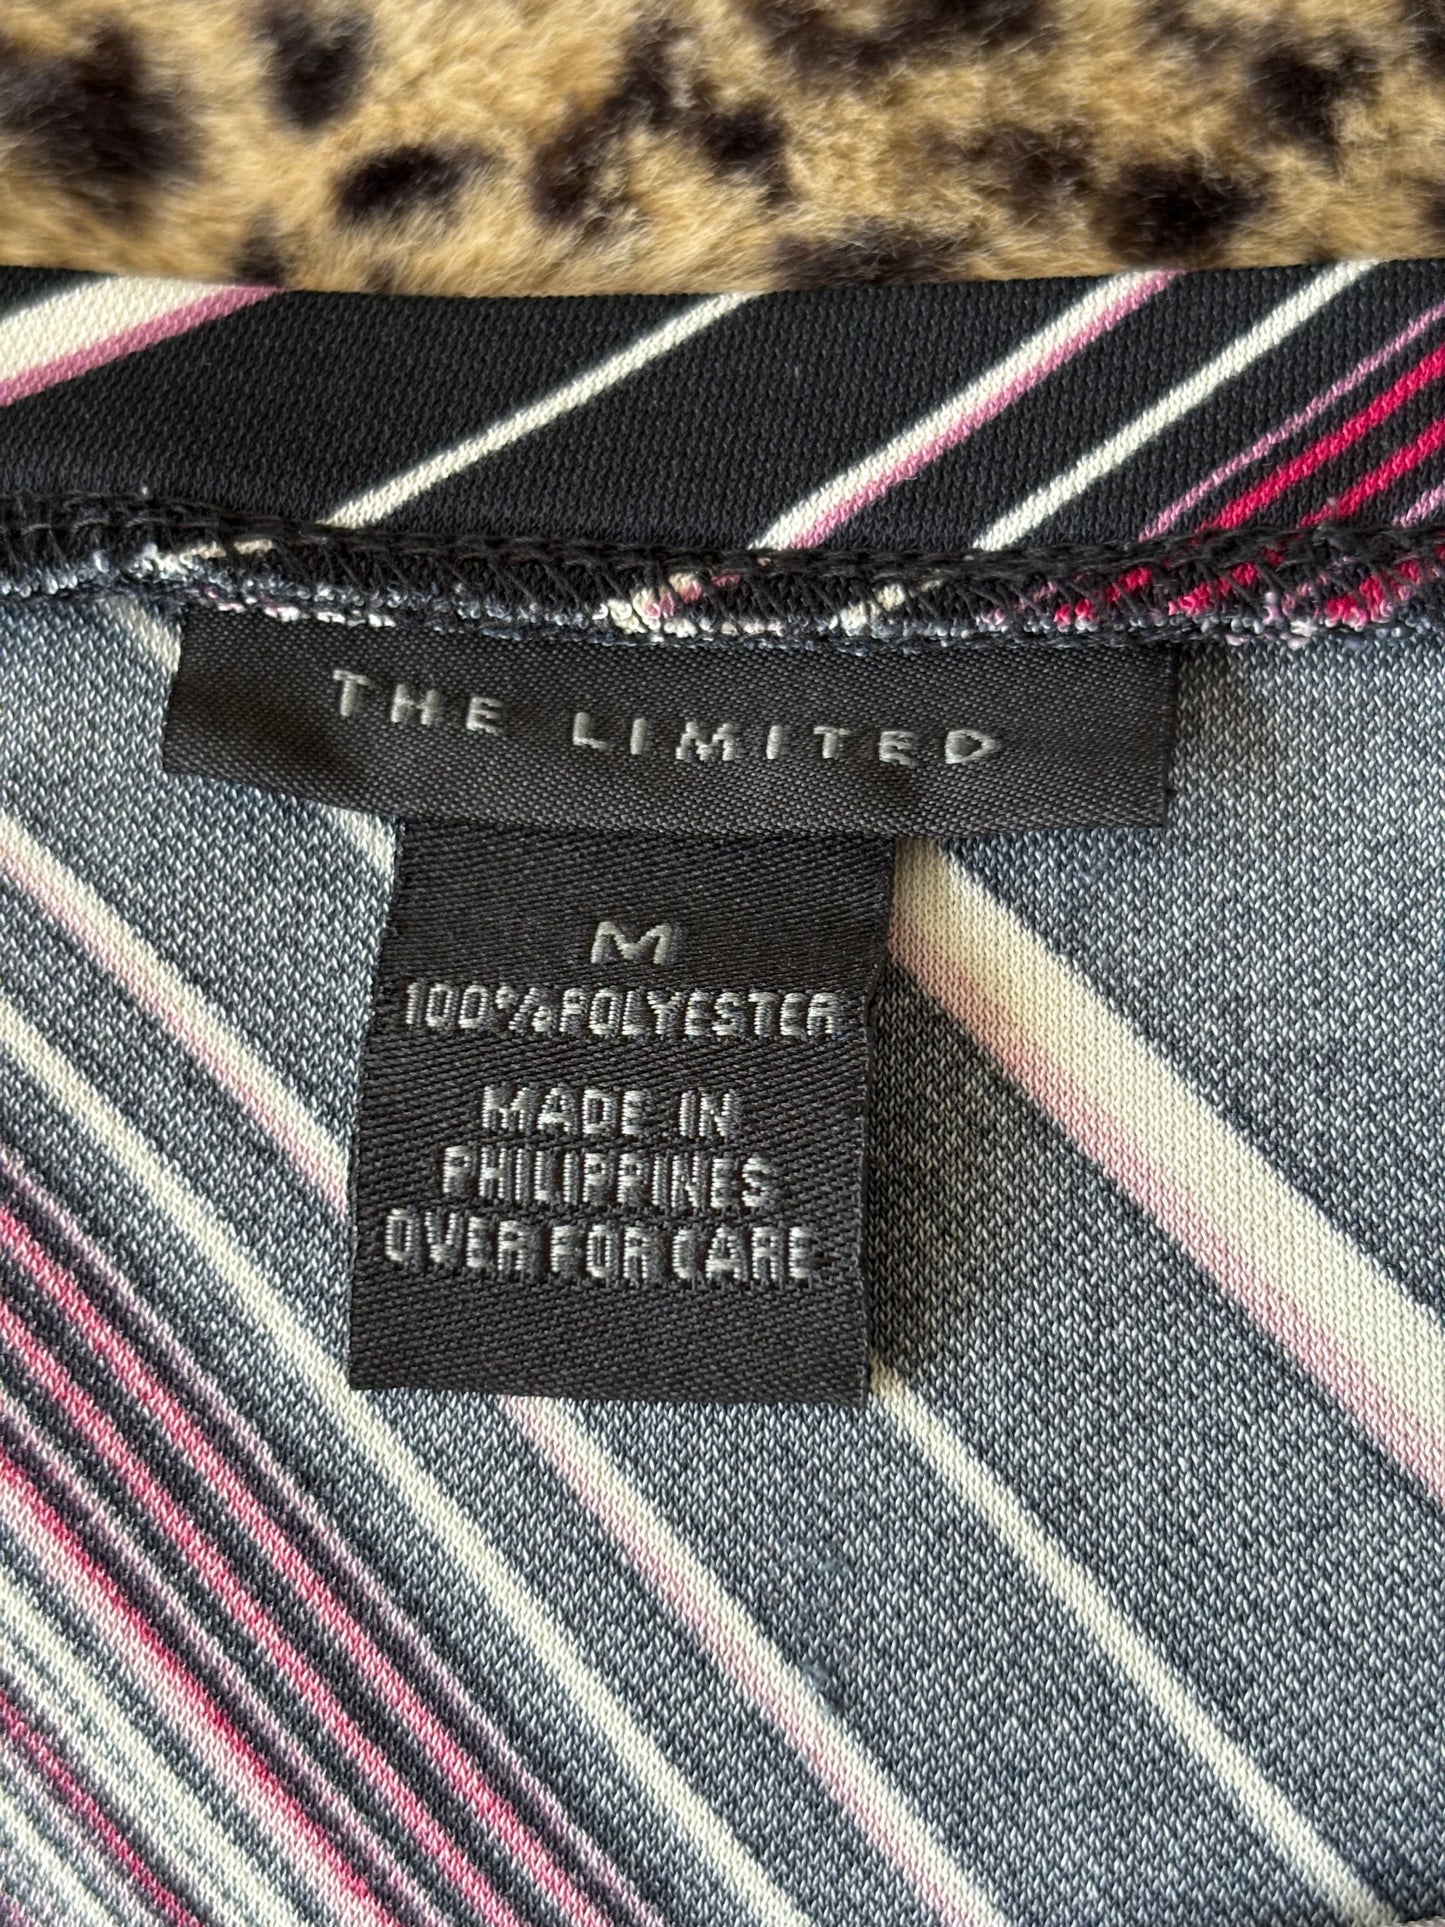 THE LIMITED
M
100% POLYESTER
MADE IN
PHILIPPINES
OVER FOR CARE